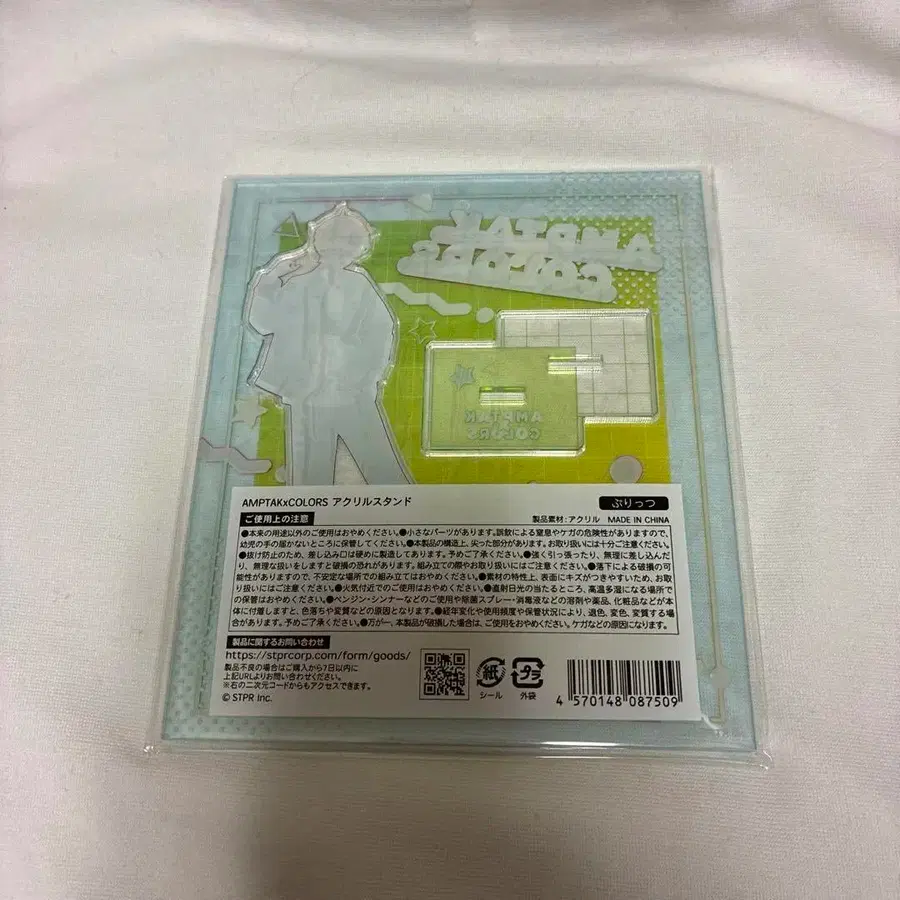 AMPTAK
COLORS
AMPTAK
COLORS
AMPTAKxCOLORS アクリルスタンド
ぷりっつ
ご使用上の注意
製品素材:アクリル MADE IN CHINA
●本来の用途以外のご使用はおやめください。●小さなパーツがあります。誤飲による窒息やケガの危険性がありますので、
幼児の手の届かないところに保管してください。●本製品の構造上、尖った部分があります。お取り扱いには十分ご注意ください。
●抜け防止のため、差し込み口は硬めに製造してあります。予めご了承ください。●強く引っ張ったり、無理に差し込んだ
り、無理な扱いをしますと破損の恐れがあります。組み立ての際やお取り扱いにはご注意ください。●落下による破損の可
能性がありますので、不安定な場所での組み立てはおやめください。●素材の特性上、表面にキズがつきやすいため、お取
り扱いにはご注意ください。●火気付近でのご使用はおやめください。●直射日光の当たるところ、高温多湿になる場所で
の保管はおやめください。●ベンジン・シンナーなどのご使用や除菌スプレー・消毒液などの溶剤や薬品、化粧品などが本
体に付着しますと、色落ちや変質などの原因となります。●経年変化や使用頻度や保管状況により、退色、変色、変質する場
合があります。予めご了承ください。●万が一、本製品が破損した場合は、ご使用をおやめください。ケガなどの原因になります。
製品に関するお問い合わせ
https://stprcorp.com/form/goods/
製品不良の場合はご購入から7日以内に
上記URLよりお問い合わせください。
※右の二次元コードからもアクセスできます。
© STPR Inc.
紙
シール
プラ
外袋
4 570148 087509